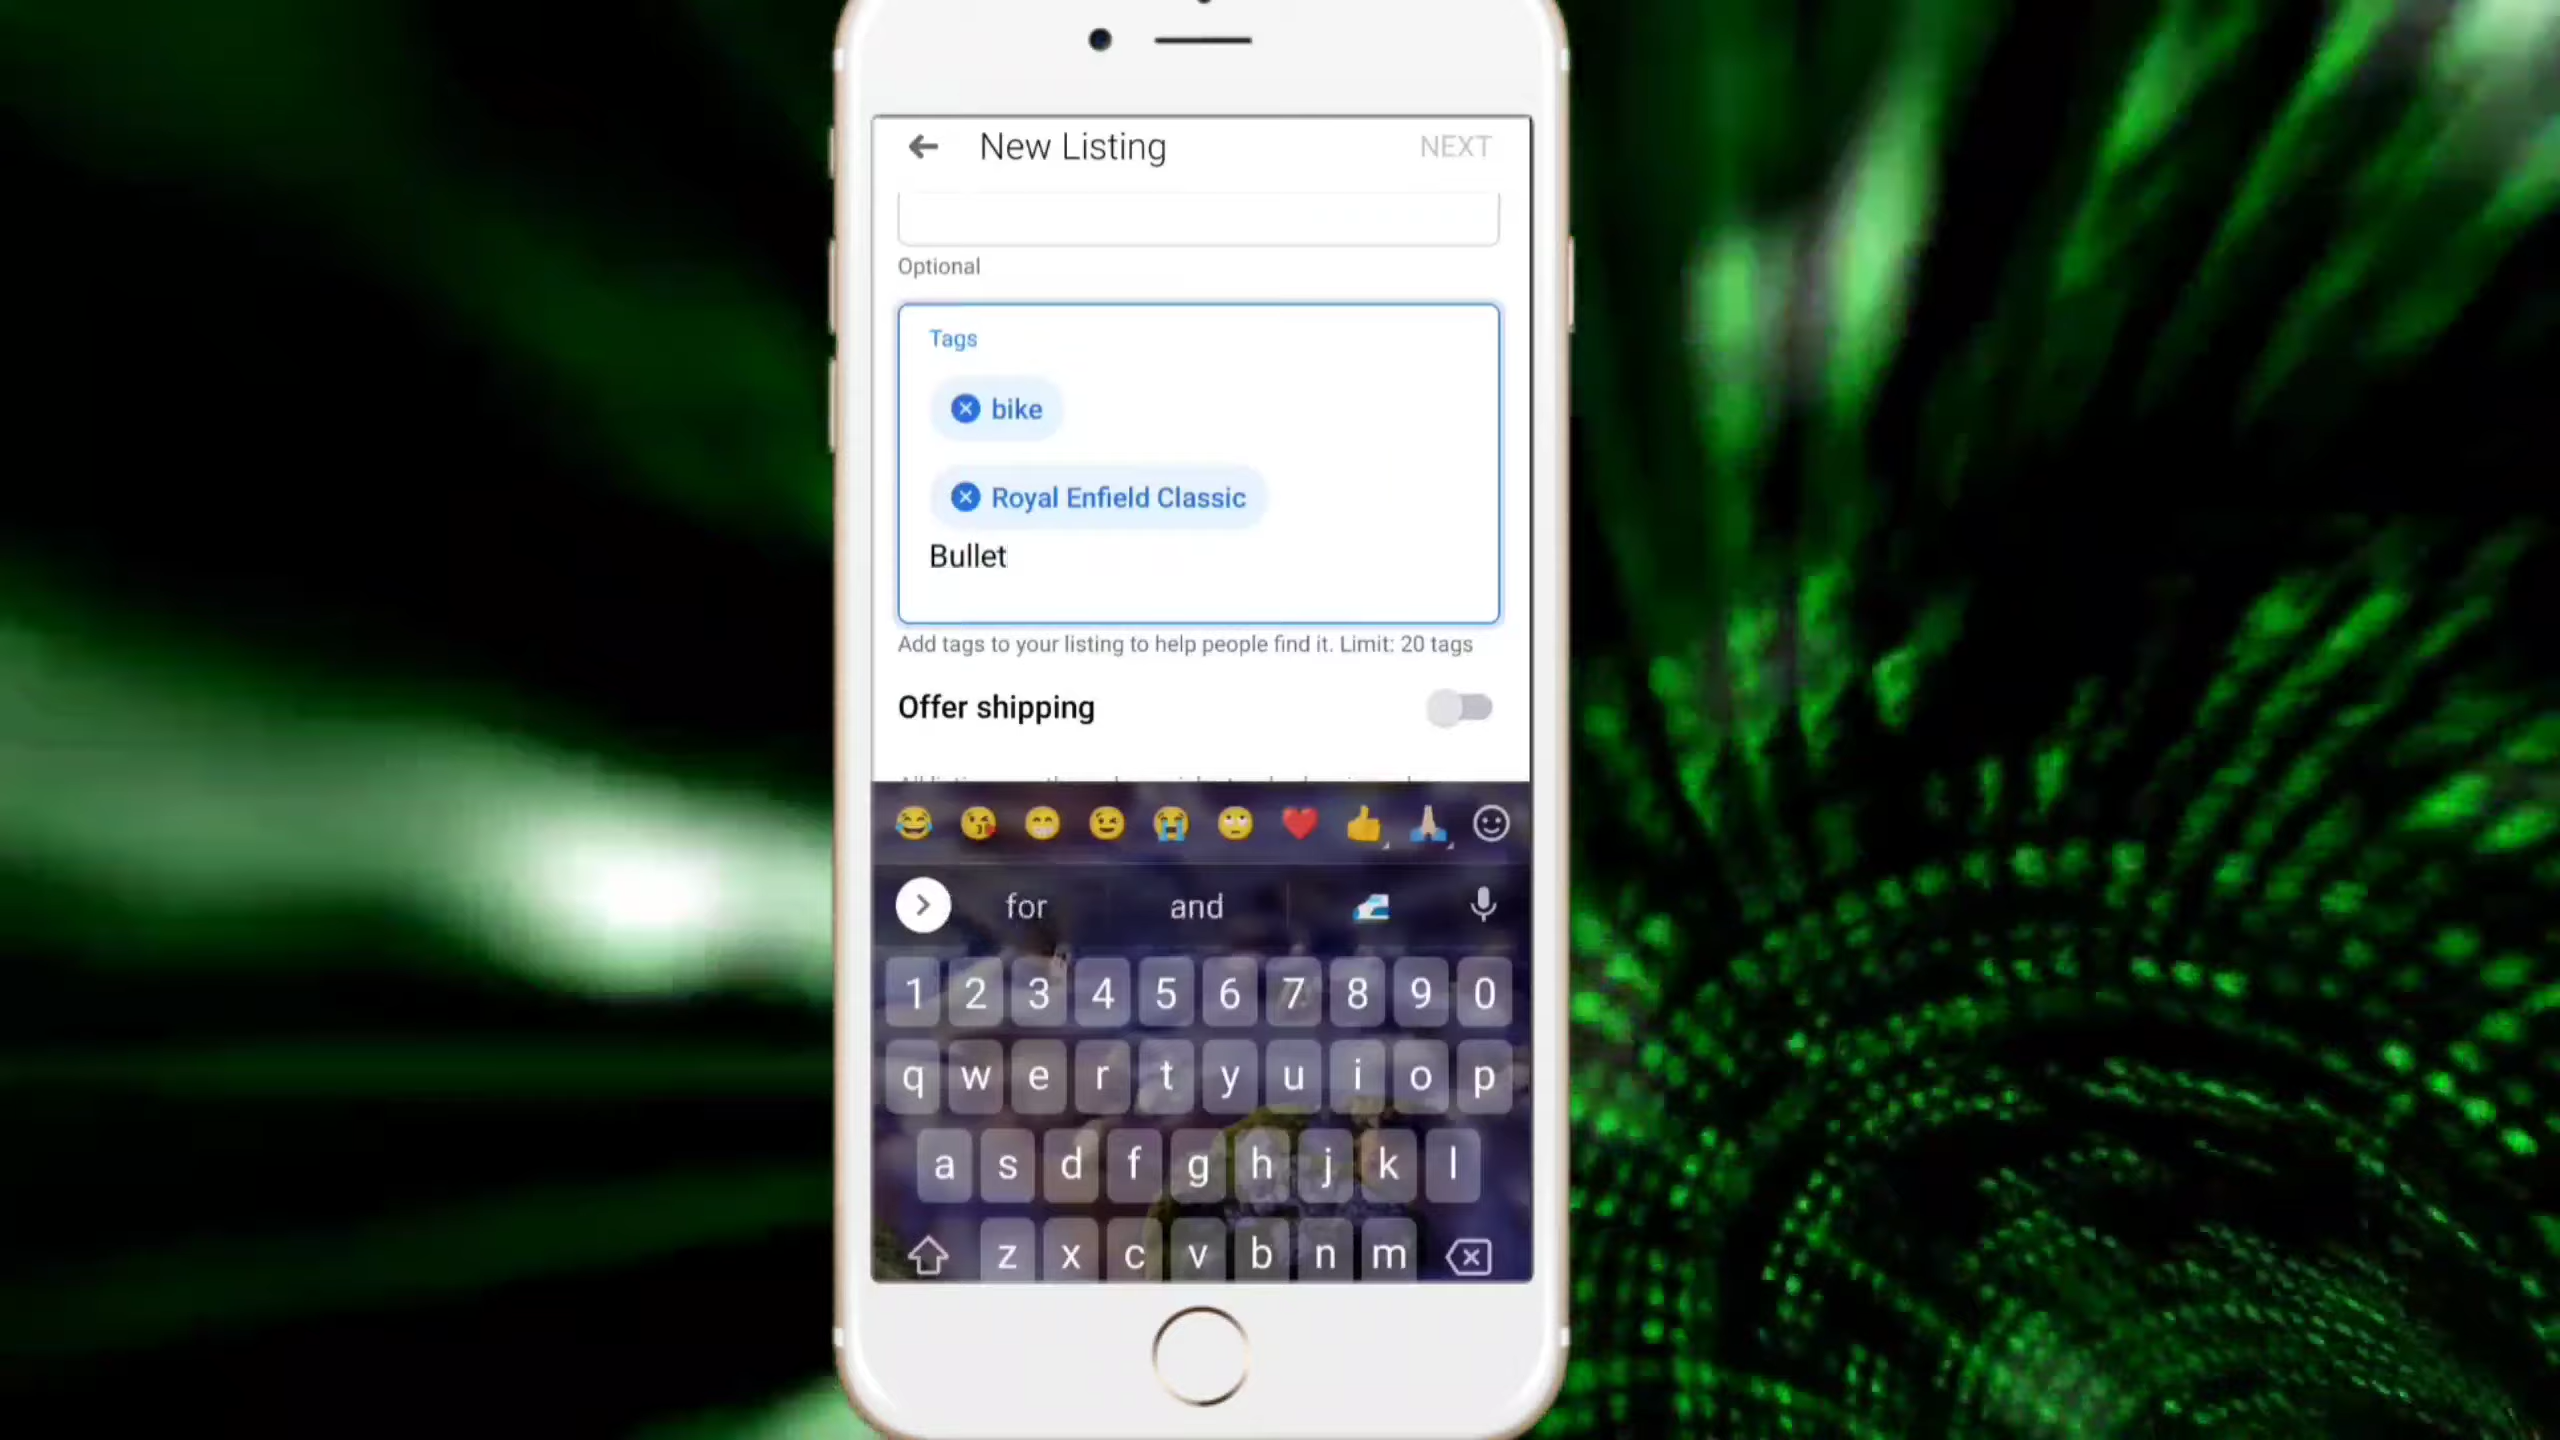 New Listing NEXT
Optional
Tags
bike
Royal Enfield Classic
Bullet
Add tags to your listing to help people find it. Limit: 20 tags
Offer shipping
for and
1 2 3 4 5 6 7 8 9 0
q w e r t y u i o p
a s d f g h j k l
z x c v b n m